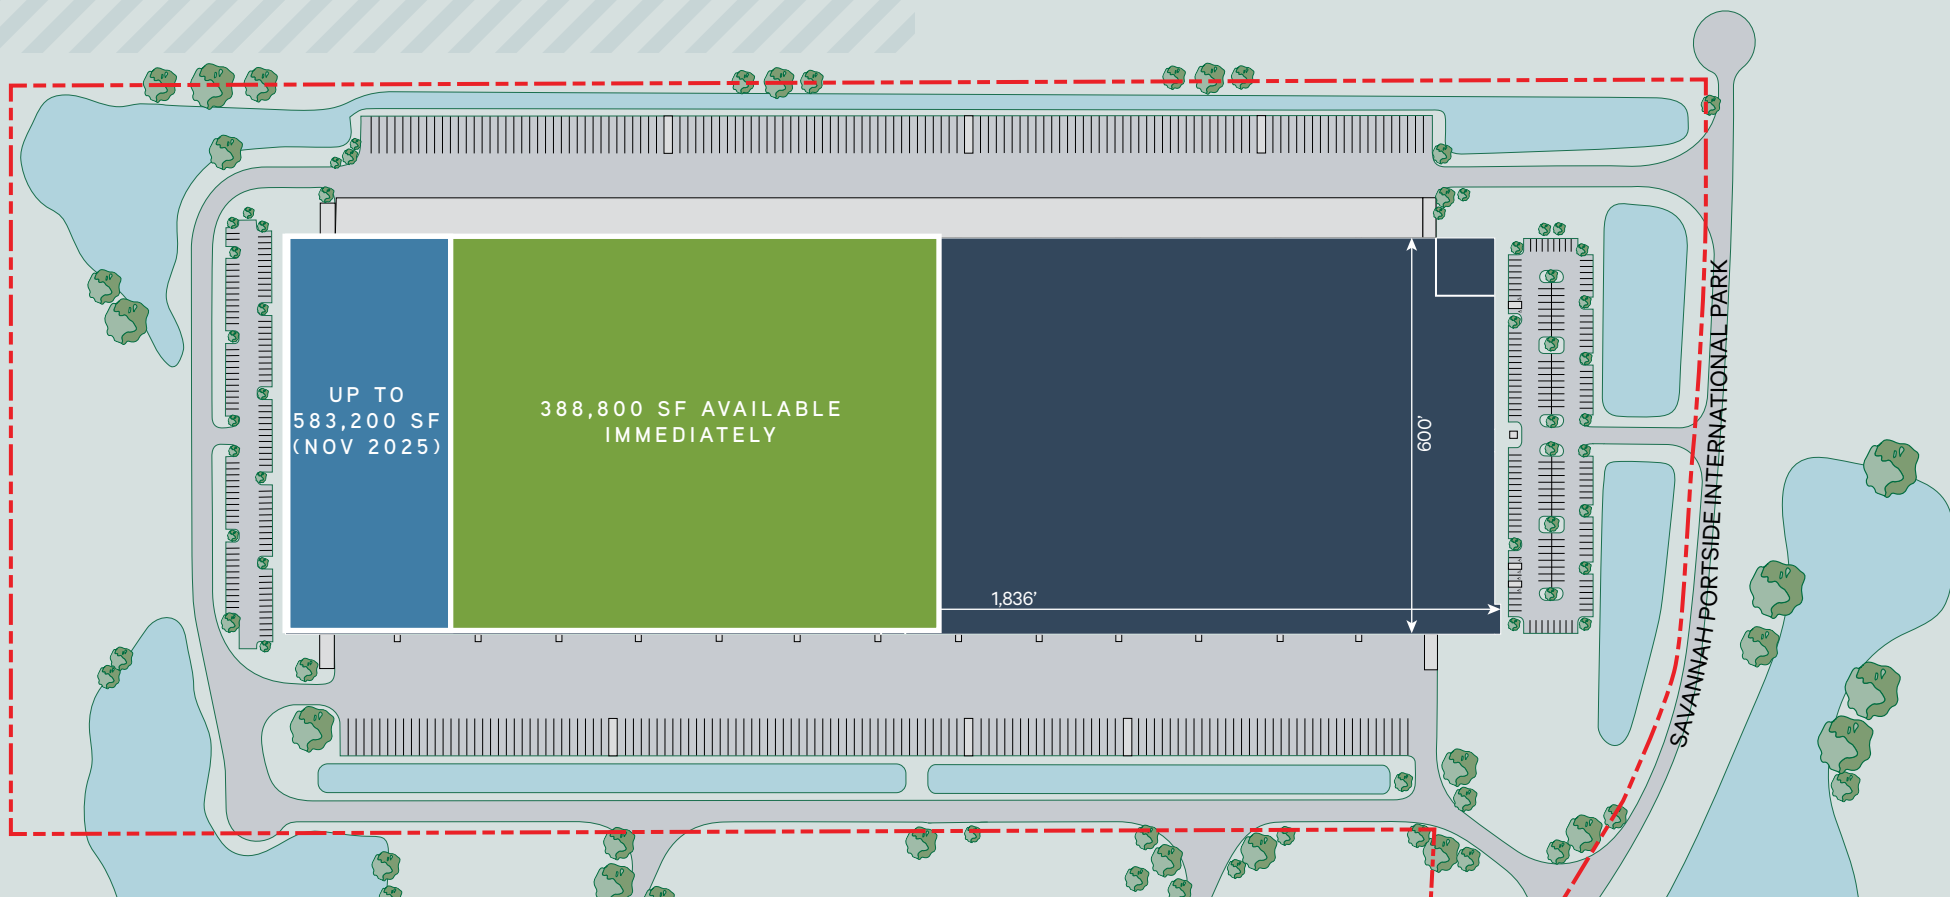 UP TO
583,200 SF
(NOV 2025)
388,800 SF AVAILABLE
IMMEDIATELY
600’
1,836’
SAVANNAH PORTSIDE INTERNATIONAL PARK